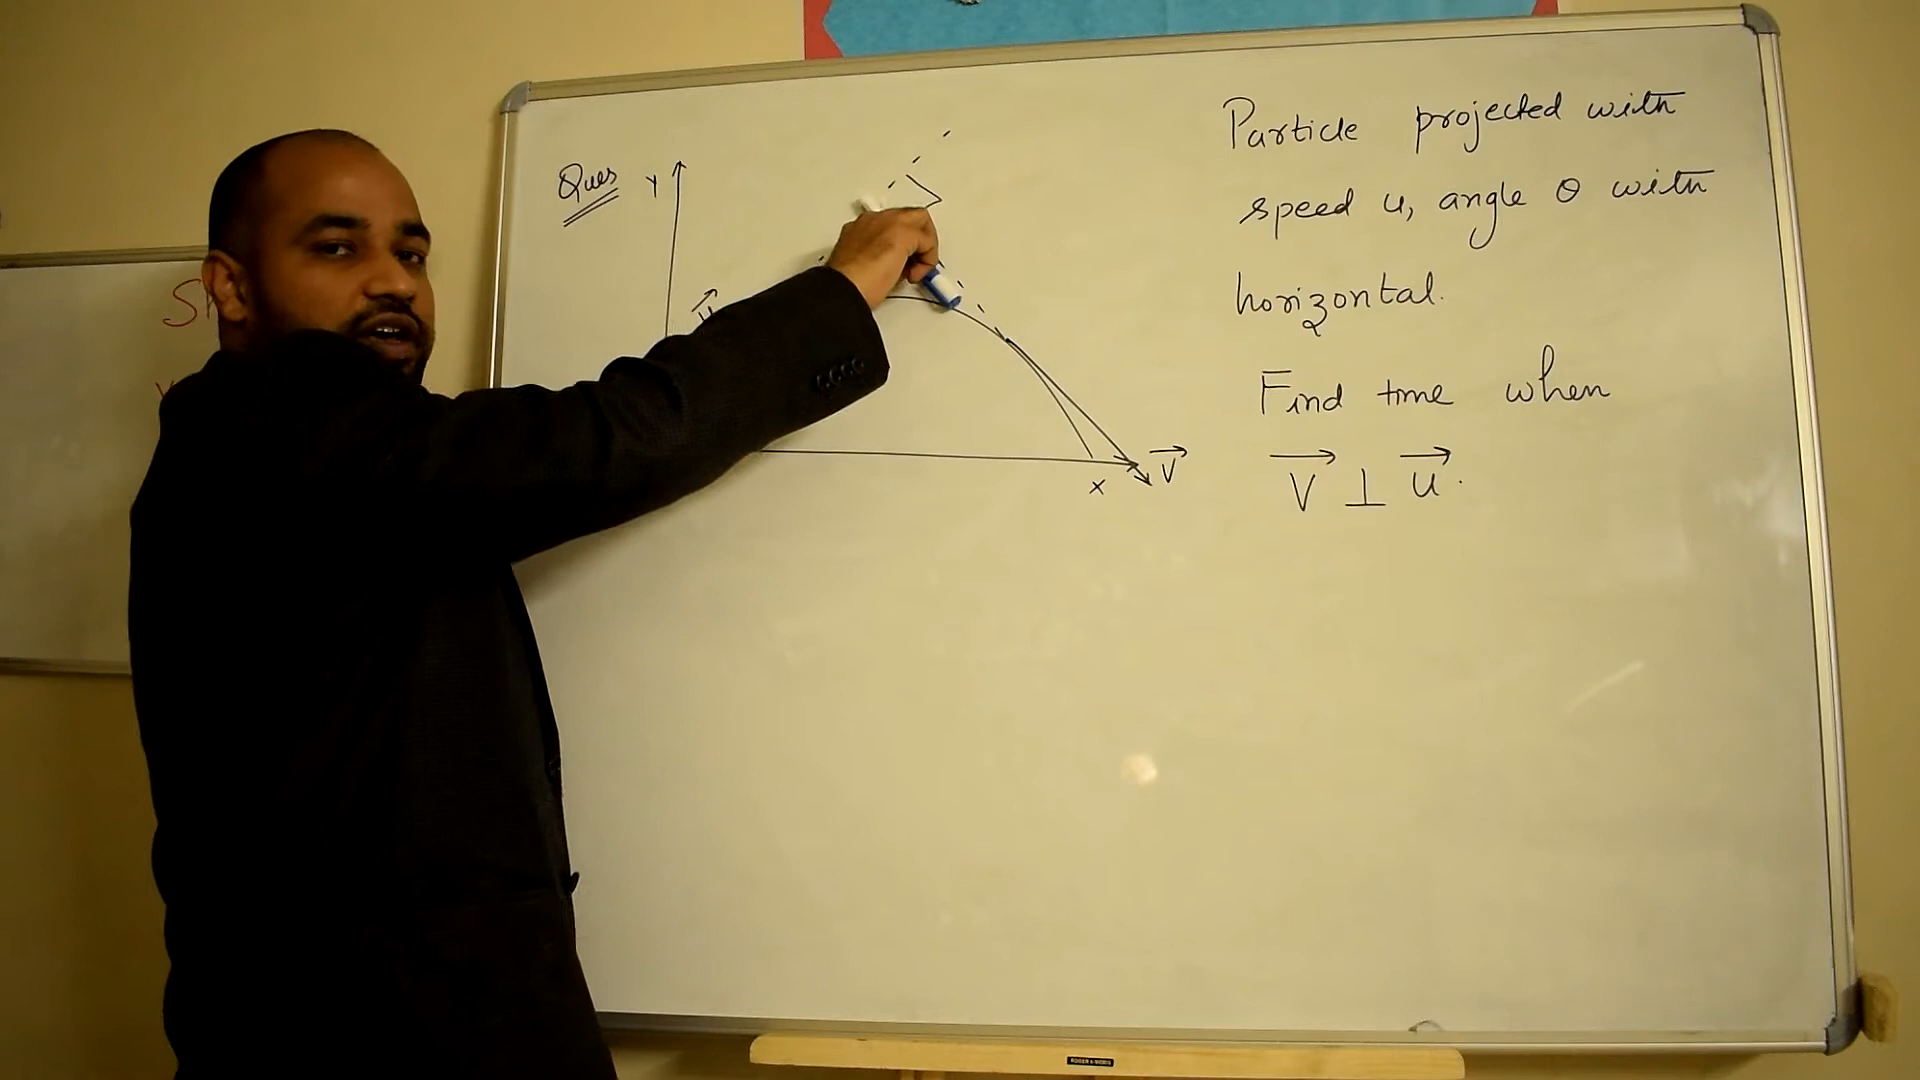 Ques
Y
u
V
x
Particle projected with
speed u, angle θ with
horizontal.
Find time when
V ⊥ u.